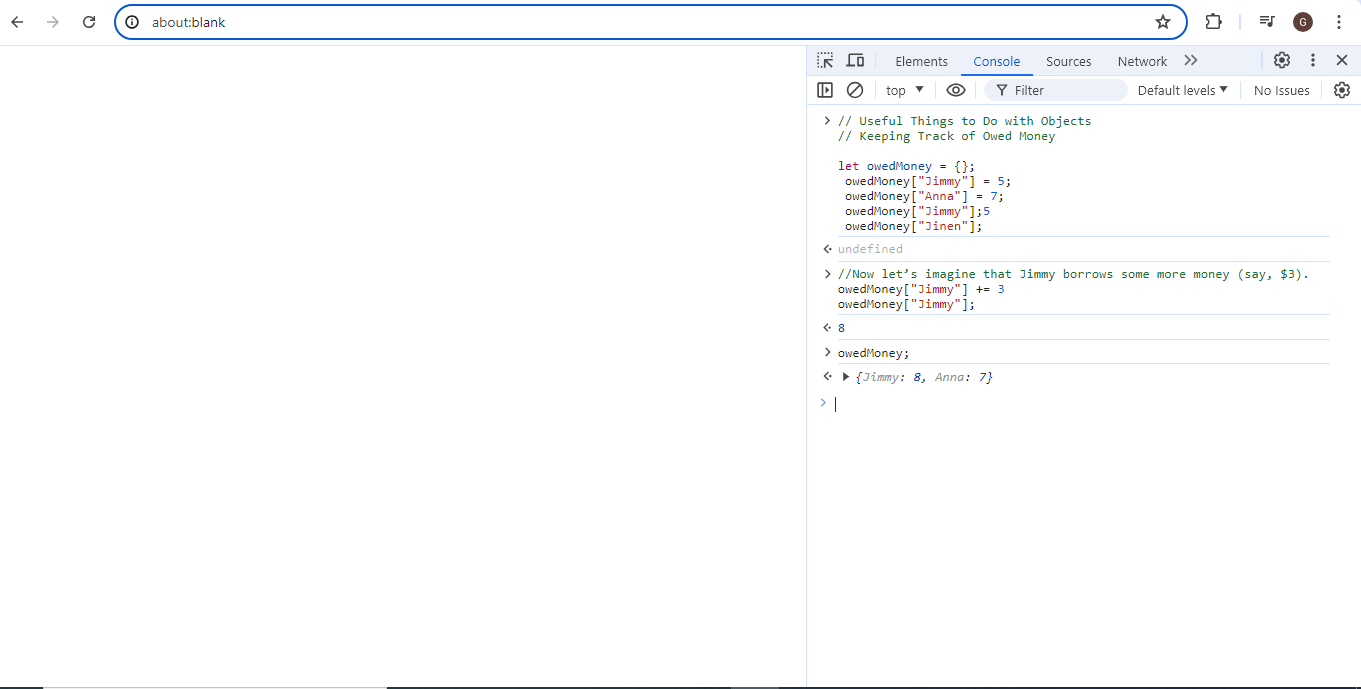 about:blank
G
Elements Console Sources Network
top Filter Default levels No Issues
// Useful Things to Do with Objects
// Keeping Track of Owed Money
let owedMoney = {};
owedMoney["Jimmy"] = 5;
owedMoney["Anna"] = 7;
owedMoney["Jimmy"];5
owedMoney["Jinen"];
undefined
//Now let’s imagine that Jimmy borrows some more money (say, $3).
owedMoney["Jimmy"] += 3
owedMoney["Jimmy"];
8
owedMoney;
{Jimmy: 8, Anna: 7}